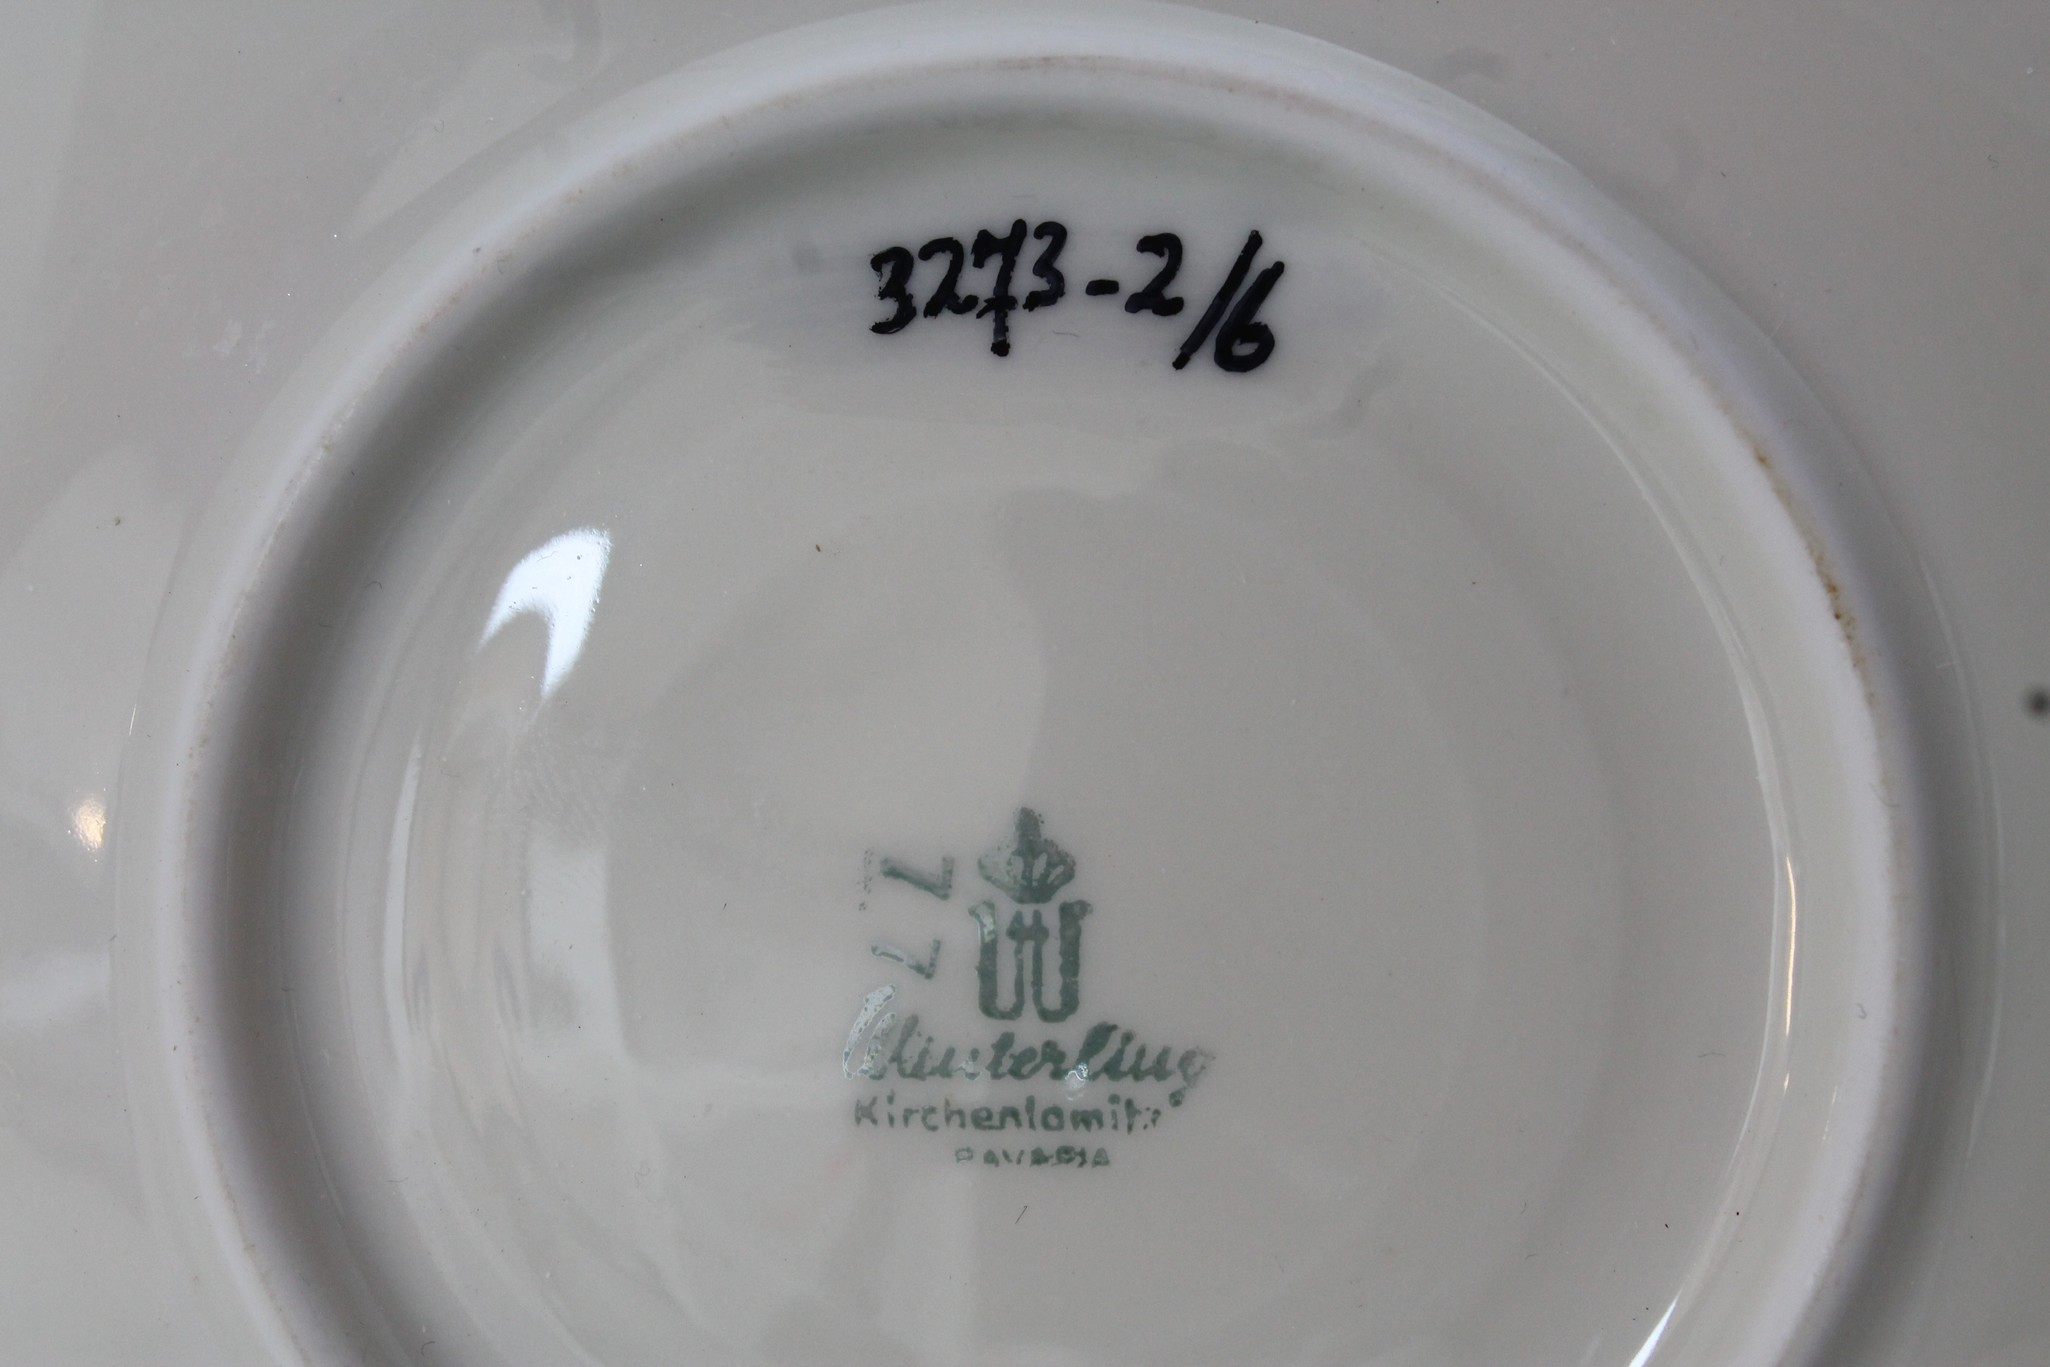 3273-2/6
77
W
Winterling
Kirchenlamitz
BAVARIA